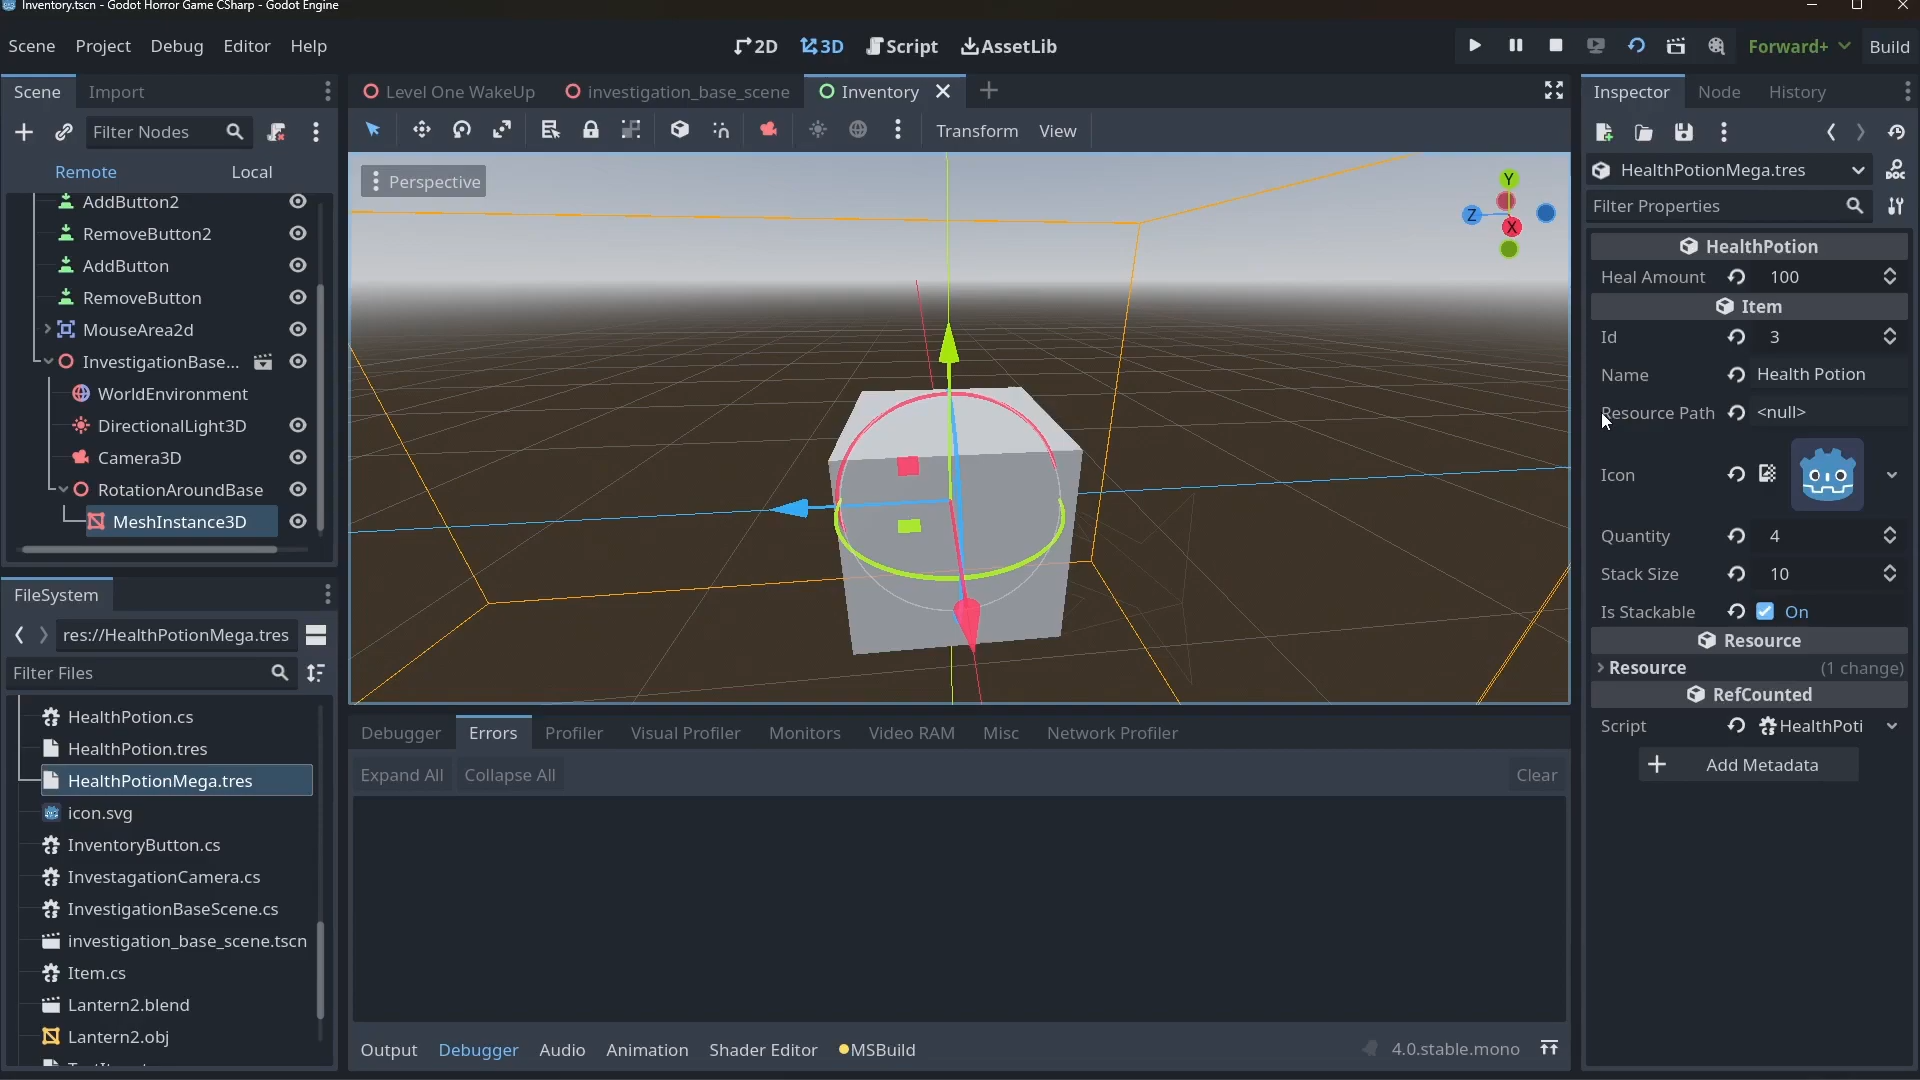 Inventory.tscn - Godot Horror Game CSharp - Godot Engine
Scene Project Debug Editor Help
2D 3D Script AssetLib
Forward+ Build
Scene Import
Filter Nodes
Remote Local
AddButton2
RemoveButton2
AddButton
RemoveButton
MouseArea2d
InvestigationBase...
WorldEnvironment
DirectionalLight3D
Camera3D
RotationAroundBase
MeshInstance3D
FileSystem
res://HealthPotionMega.tres
Filter Files
HealthPotion.cs
HealthPotion.tres
HealthPotionMega.tres
icon.svg
InventoryButton.cs
InvestagationCamera.cs
InvestigationBaseScene.cs
investigation_base_scene.tscn
Item.cs
Lantern2.blend
Lantern2.obj
Level One WakeUp investigation_base_scene Inventory
Transform View
Perspective
Y
Z
X
Debugger Errors Profiler Visual Profiler Monitors Video RAM Misc Network Profiler
Expand All Collapse All Clear
Output Debugger Audio Animation Shader Editor MSBuild 4.0.stable.mono
Inspector Node History
HealthPotionMega.tres
DOC
Filter Properties
HealthPotion
Heal Amount 100
Item
Id 3
Name Health Potion
Resource Path <null>
Icon
Quantity 4
Stack Size 10
Is Stackable On
Resource
Resource (1 change)
RefCounted
Script HealthPoti
Add Metadata